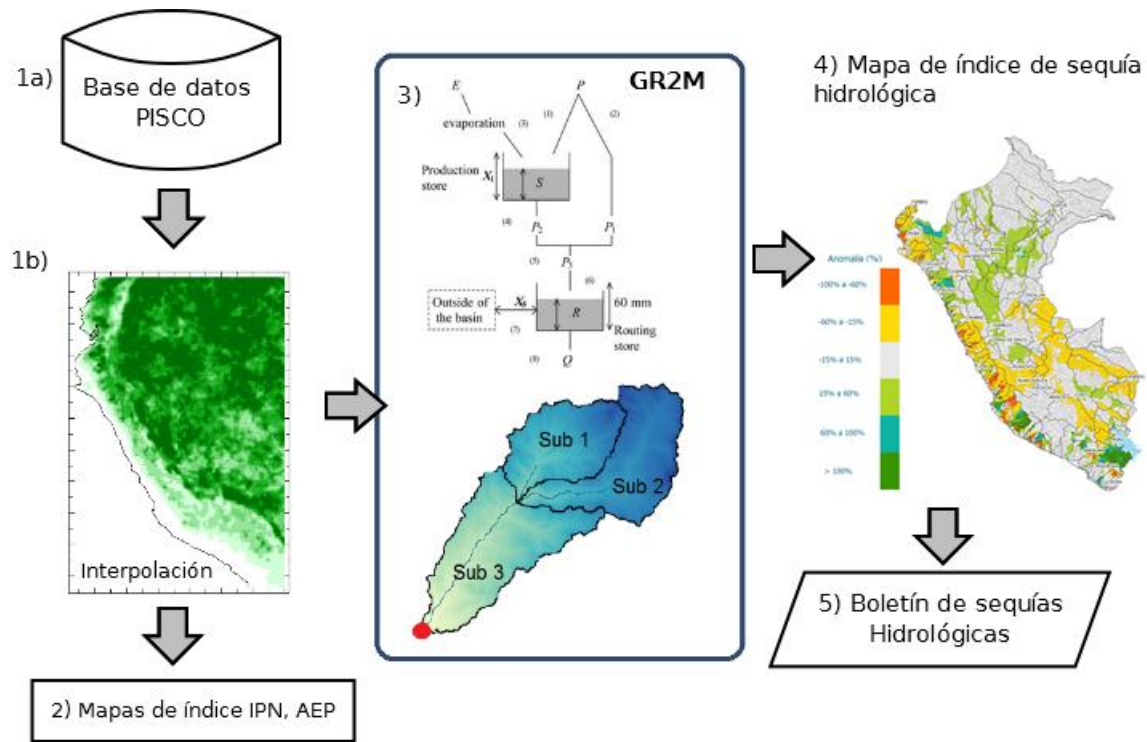 1a)
Base de datos
PISCO
1b)
Interpolación
2) Mapas de índice IPN, AEP
3)
GR2M
E
P
evaporation
(3)
(1)
(2)
Production
store
X₁
S
(4)
P₂
P₁
(5)
P₃
(6)
Outside of
the basin
(7)
R
60 mm
Routing
store
(8)
Q
Sub 1
Sub 2
Sub 3
4) Mapa de índice de sequía
hidrológica
Anomalía (%)
-100% a -60%
-60% a -15%
-15% a 15%
15% a 60%
60% a 100%
> 100%
5) Boletín de sequías
Hidrológicas